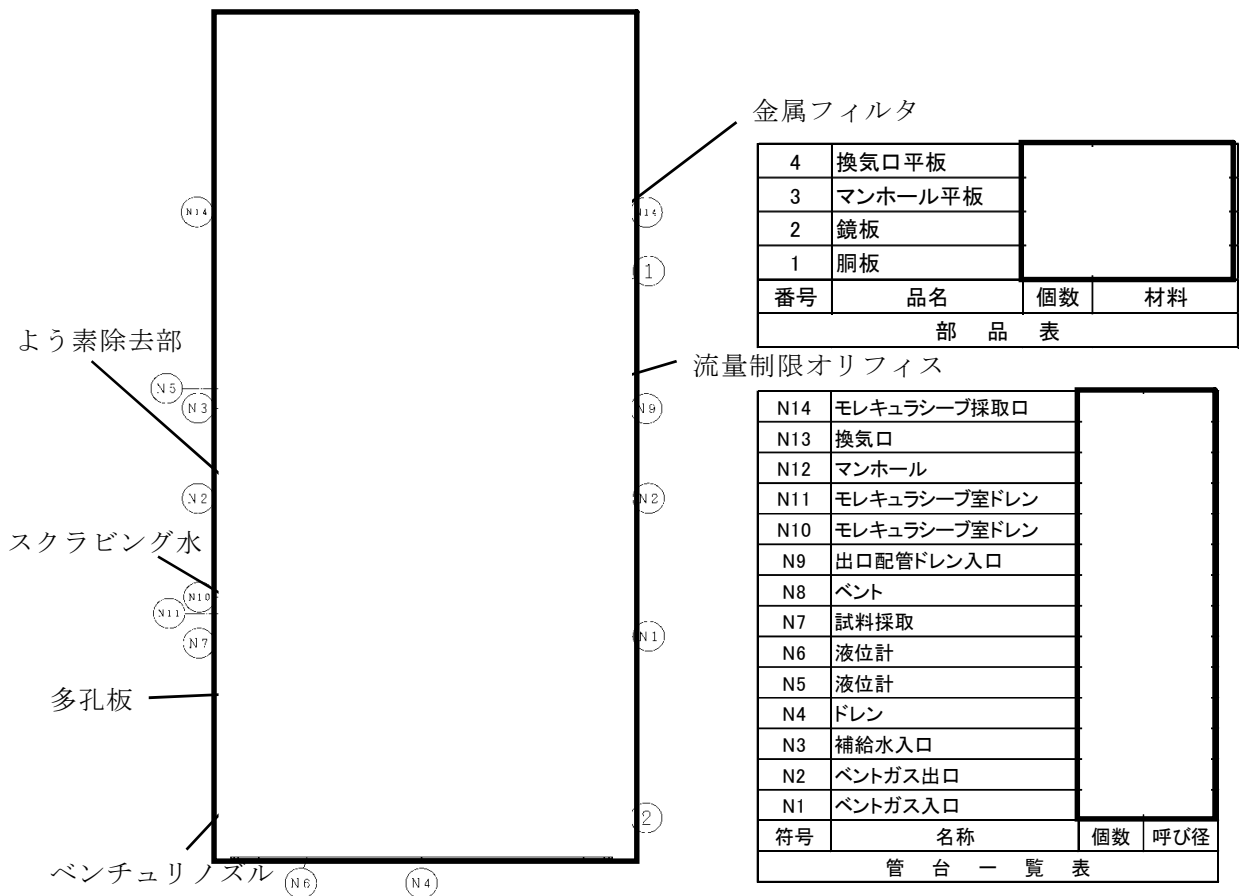 金属フィルタ
N14
N14
1
よう素除去部
流量制限オリフィス
N5
N3
N9
N2
N2
スクラビング水
N10
N11
N7
N1
多孔板
2
ベンチュリノズル
N6
N4
4 換気口平板
3 マンホール平板
2 鏡板
1 胴板
番号 品名 個数 材料
部品表
N14 モレキュラシーブ採取口
N13 換気口
N12 マンホール
N11 モレキュラシーブ室ドレン
N10 モレキュラシーブ室ドレン
N9 出口配管ドレン入口
N8 ベント
N7 試料採取
N6 液位計
N5 液位計
N4 ドレン
N3 補給水入口
N2 ベントガス出口
N1 ベントガス入口
符号 名称 個数 呼び径
管台一覧表